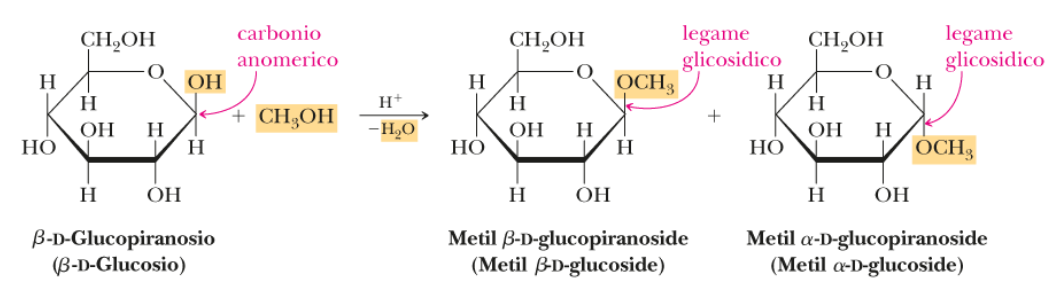 carbonio
anomerico
CH₂OH
O
OH
H
H
OH
H
HO
H
H
OH
+ CH₃OH
H⁺
−H₂O
legame
glicosidico
CH₂OH
O
OCH₃
H
H
OH
H
HO
H
H
OH
+
legame
glicosidico
CH₂OH
O
H
H
H
OH
H
HO
OCH₃
H
OH
β-D-Glucopiranosio
(β-D-Glucosio)
Metil β-D-glucopiranoside
(Metil β-D-glucoside)
Metil α-D-glucopiranoside
(Metil α-D-glucoside)